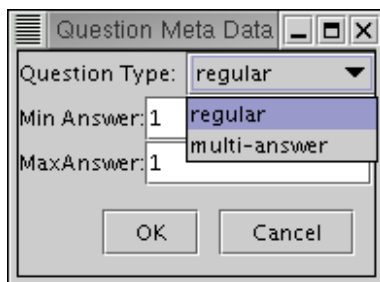 Question Meta Data
Question Type: regular
Min Answer: 1
regular
multi-answer
MaxAnswer: 1
OK Cancel